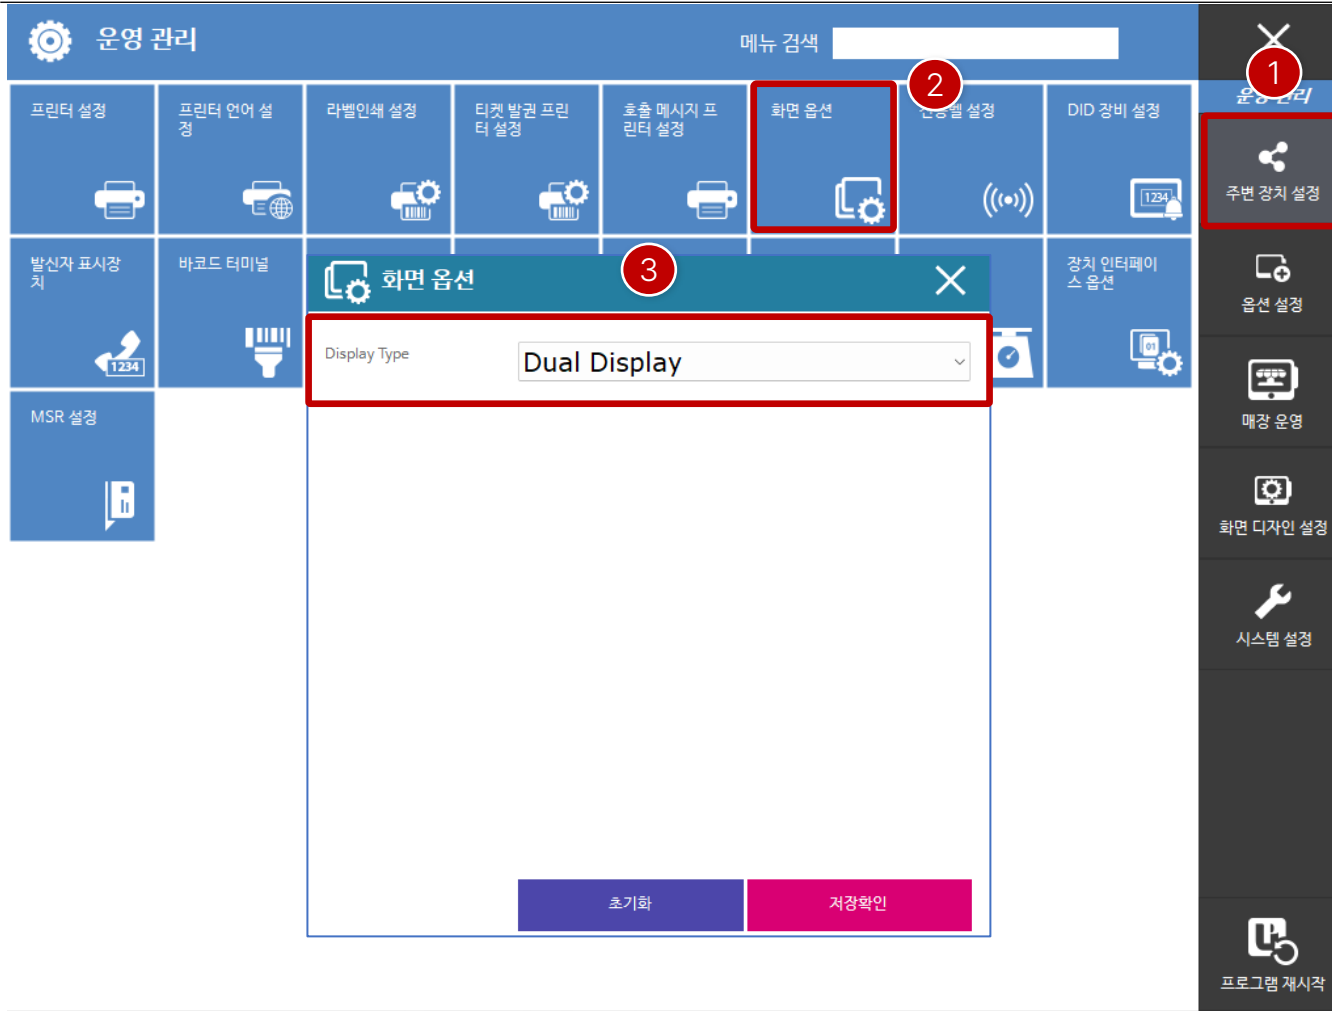 운영 관리
메뉴 검색
1
2
운영관리
프린터 설정
프린터 언어 설
정
라벨인쇄 설정
티켓 발권 프린
터 설정
호출 메시지 프
린터 설정
화면 옵션
설정
DID 장비 설정
1234
주변 장치 설정
발신자 표시장
치
1234
바코드 터미널
화면 옵션
3
장치 인터페이
스 옵션
01
옵션 설정
Display Type
Dual Display
MSR 설정
매장 운영
화면 디자인 설정
시스템 설정
초기화
저장확인
프로그램 재시작